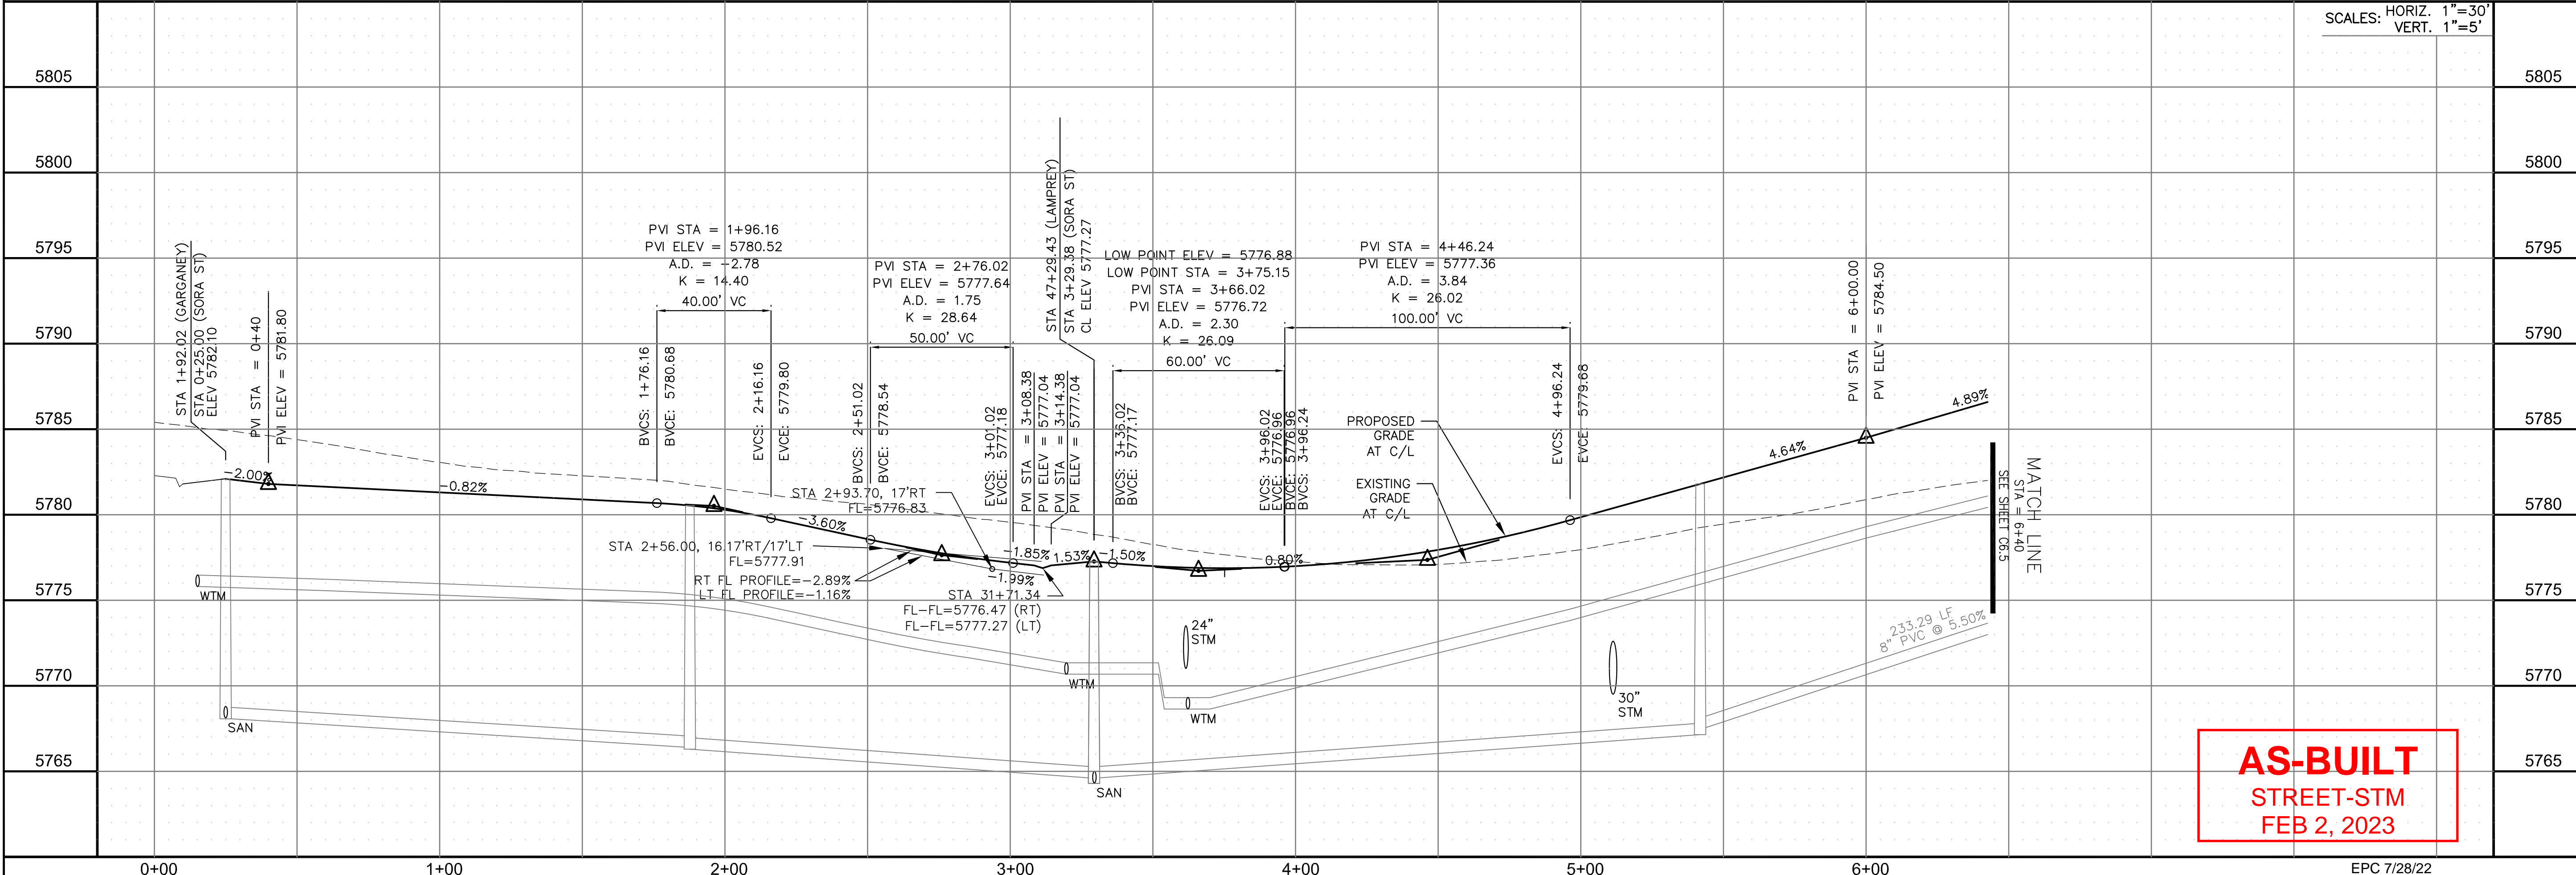 SCALES: HORIZ. 1"=30'
VERT. 1"=5'
5805
5800
5795
5790
5785
5780
5775
5770
5765
5805
5800
5795
5790
5785
5780
5775
5770
5765
STA 1+92.02 (GARGANEY)
STA 0+25.00 (SORA ST)
ELEV 5782.10
PVI STA = 0+40
PVI ELEV = 5781.80
-2.00%
-0.82%
BVCS: 1+76.16
BVCE: 5780.68
PVI STA = 1+96.16
PVI ELEV = 5780.52
A.D. = -2.78
K = 14.40
40.00' VC
EVCS: 2+16.16
EVCE: 5779.80
-3.60%
BVCS: 2+51.02
BVCE: 5778.54
PVI STA = 2+76.02
PVI ELEV = 5777.64
A.D. = 1.75
K = 28.64
50.00' VC
STA 2+93.70, 17'RT
FL=5776.83
STA 2+56.00, 16.17'RT/17'LT
FL=5777.91
RT FL PROFILE=-2.89%
LT FL PROFILE=-1.16%
EVCS: 3+01.02
EVCE: 5777.18
PVI STA = 3+08.38
PVI ELEV = 5777.04
PVI STA = 3+14.38
PVI ELEV = 5777.04
-1.85%
1.53%
-1.50%
-1.99%
STA 31+71.34
FL-FL=5776.47 (RT)
FL-FL=5777.27 (LT)
STA 47+29.43 (LAMPREY)
STA 3+29.38 (SORA ST)
CL ELEV 5777.27
BVCS: 3+36.02
BVCE: 5777.17
LOW POINT ELEV = 5776.88
LOW POINT STA = 3+75.15
PVI STA = 3+66.02
PVI ELEV = 5776.72
A.D. = 2.30
K = 26.09
60.00' VC
EVCS: 3+96.02
EVCE: 5776.96
BVCE: 5776.96
BVCS: 3+96.24
0.80%
PVI STA = 4+46.24
PVI ELEV = 5777.36
A.D. = 3.84
K = 26.02
100.00' VC
PROPOSED
GRADE
AT C/L
EXISTING
GRADE
AT C/L
EVCS: 4+96.24
EVCE: 5779.68
4.64%
PVI STA = 6+00.00
PVI ELEV = 5784.50
4.89%
MATCH LINE
STA = 6+40
SEE SHEET C6.5
WTM
SAN
WTM
24"
STM
WTM
SAN
30"
STM
233.29 LF
8" PVC @ 5.50%
AS-BUILT
STREET-STM
FEB 2, 2023
0+00
1+00
2+00
3+00
4+00
5+00
6+00
EPC 7/28/22